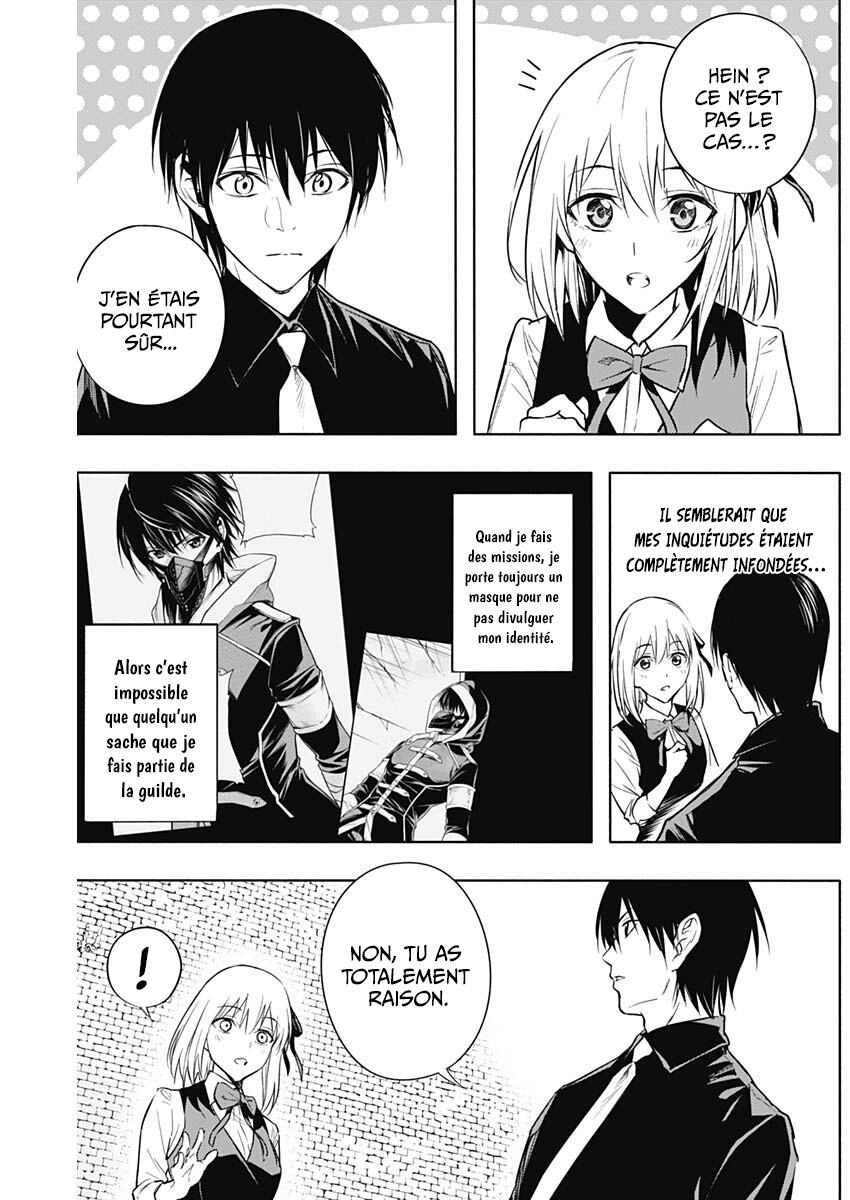 HEIN ?
CE N'EST
PAS LE
CAS...?
J'EN ÉTAIS
POURTANT
SÛR...
IL SEMBLERAIT QUE
MES INQUIÉTUDES ÉTAIENT
COMPLÈTEMENT INFONDÉES...
Quand je fais
des missions, je
porte toujours un
masque pour ne
pas divulguer
mon identité.
Alors c'est
impossible
que quelqu'un
sache que je
fais partie de
la guilde.
NON, TU AS
TOTALEMENT
RAISON.
!